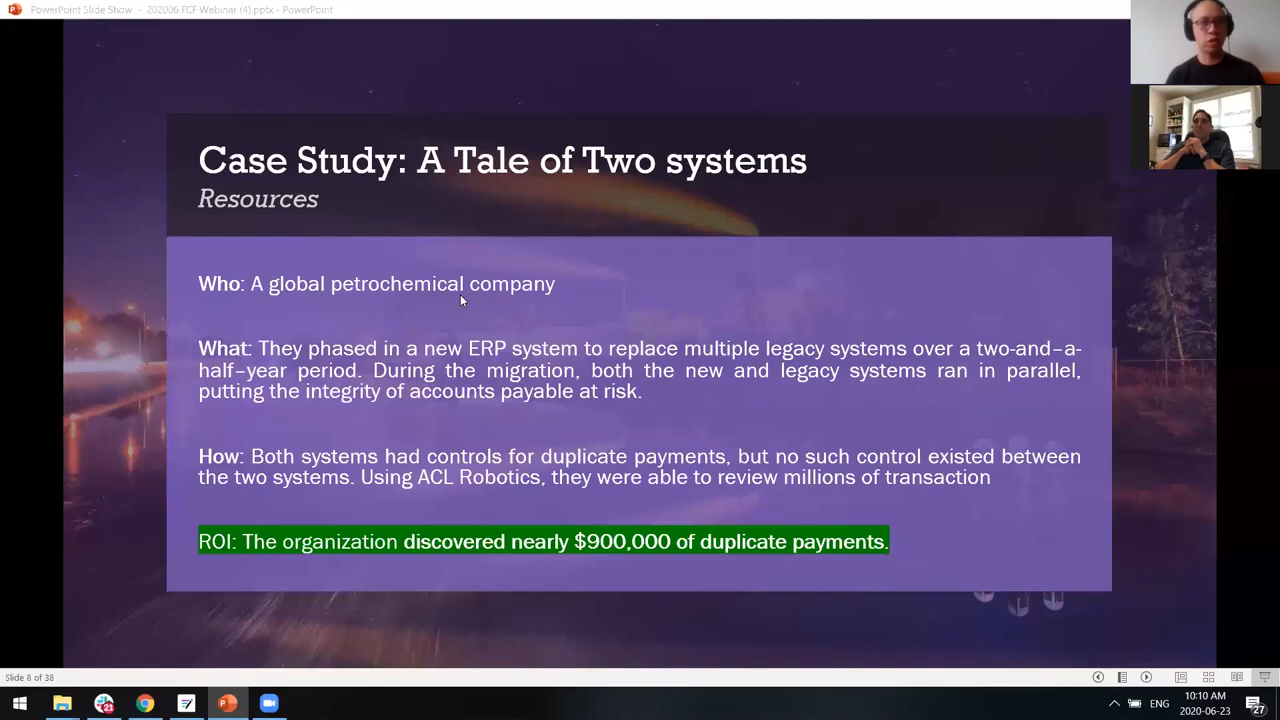 PowerPoint Slide Show - 202006 FCF Webinar (4).pptx - PowerPoint
Case Study: A Tale of Two systems
Resources
Who: A global petrochemical company
What: They phased in a new ERP system to replace multiple legacy systems over a two-and–a-
half–year period. During the migration, both the new and legacy systems ran in parallel,
putting the integrity of accounts payable at risk.
How: Both systems had controls for duplicate payments, but no such control existed between
the two systems. Using ACL Robotics, they were able to review millions of transaction
ROI: The organization discovered nearly $900,000 of duplicate payments.
Slide 8 of 38
21
ENG
10:10 AM
2020-06-23
27